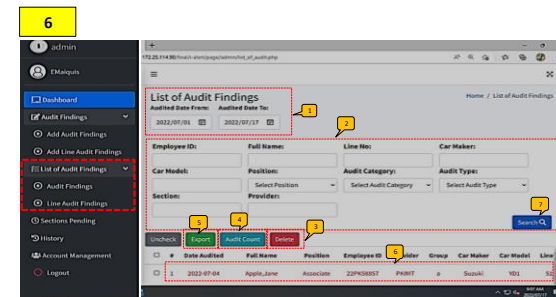 6
admin
EMaiquis
Dashboard
Audit Findings
Add Audit Findings
Add Line Audit Findings
List of Audit Findings
Audit Findings
Line Audit Findings
Sections Pending
History
Account Management
Logout
List of Audit Findings
Home / List of Audit Findings
Audited Date From: Audited Date To:
2022/07/01 2022/07/17
1
2
Employee ID: Full Name: Line No: Car Maker:
Car Model: Position: Audit Category: Audit Type:
Select Position Select Audit Category Select Audit Type
Section: Provider:
7
Search
5 4 3
Uncheck Export Audit Count Delete
6
# Date Audited Full Name Position Employee ID Provider Group Car Maker Car Model Line
1 2022-07-04 Apple,Jane Associate PKIMT a Suzuki YD1